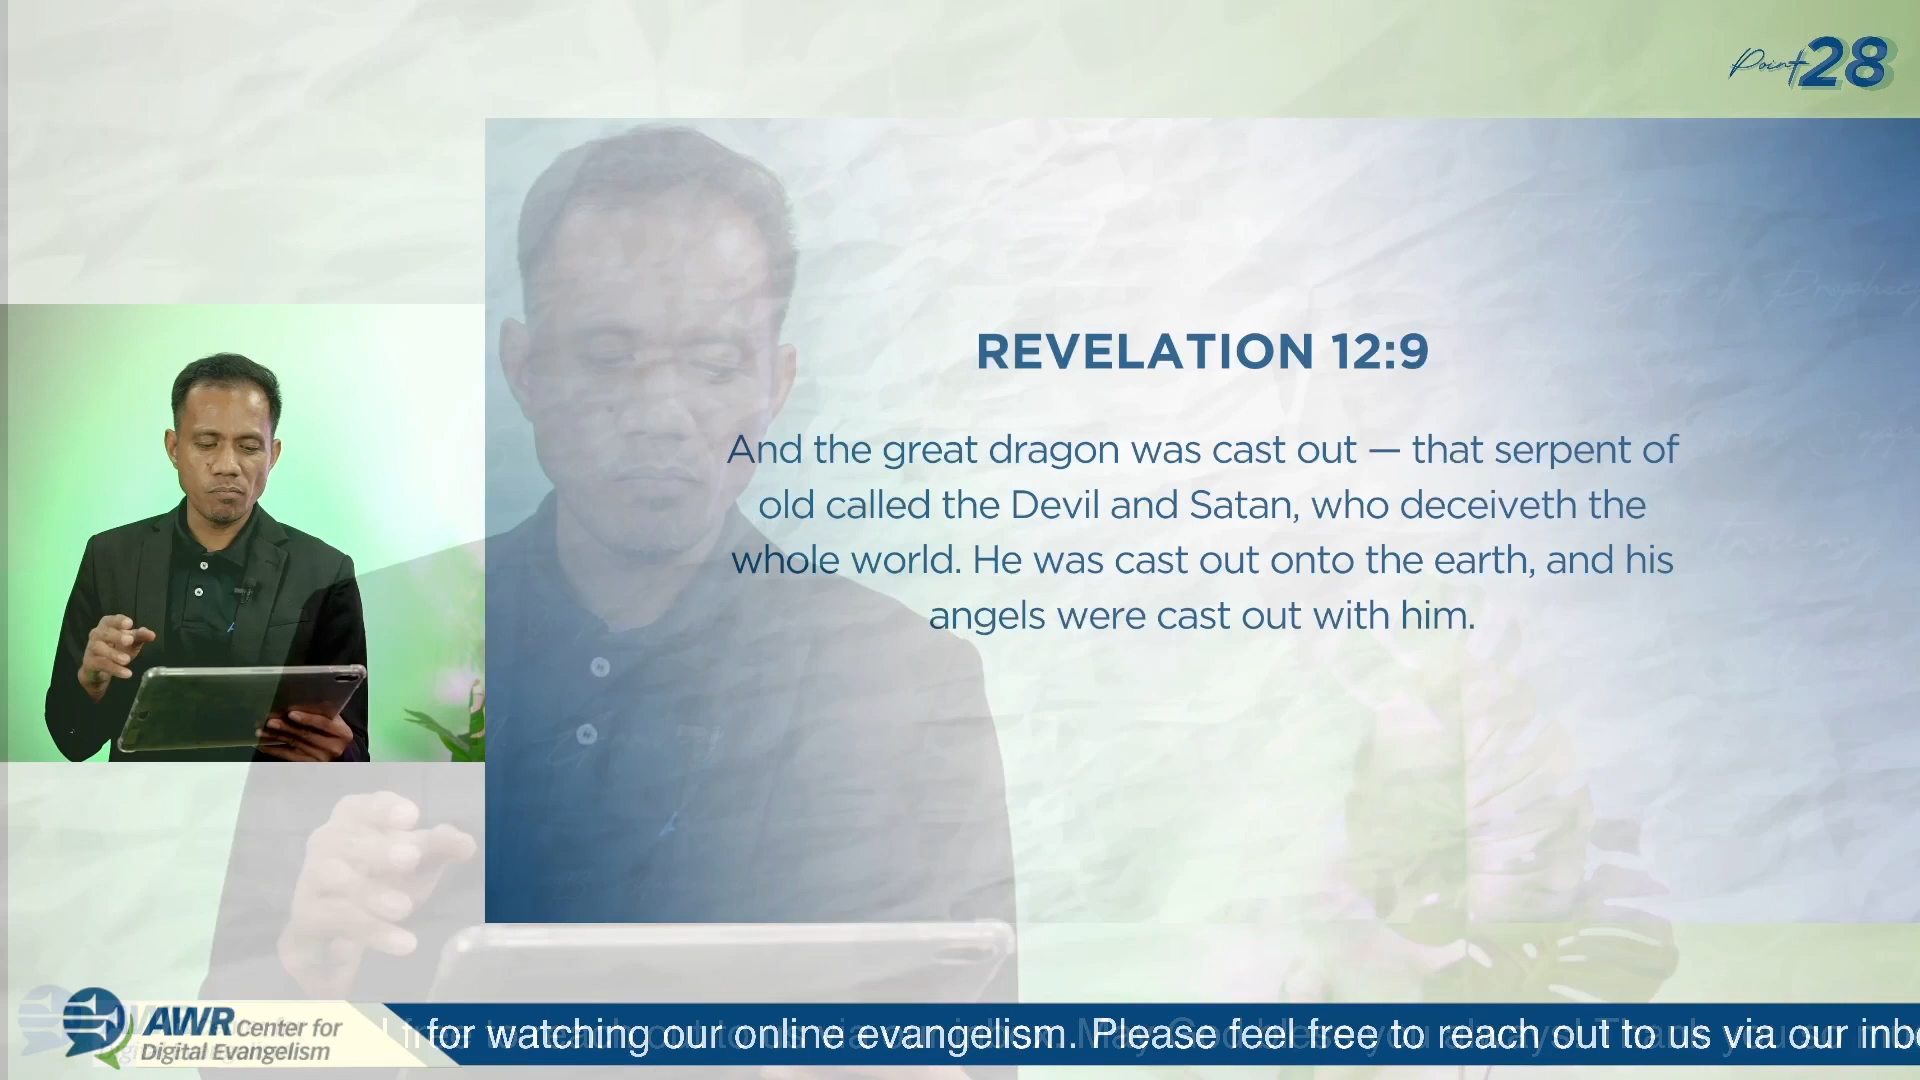 Point 28
REVELATION 12:9
And the great dragon was cast out — that serpent of
old called the Devil and Satan, who deceiveth the
whole world. He was cast out onto the earth, and his
angels were cast out with him.
AWR Center for
Digital Evangelism
for watching our online evangelism. Please feel free to reach out to us via our